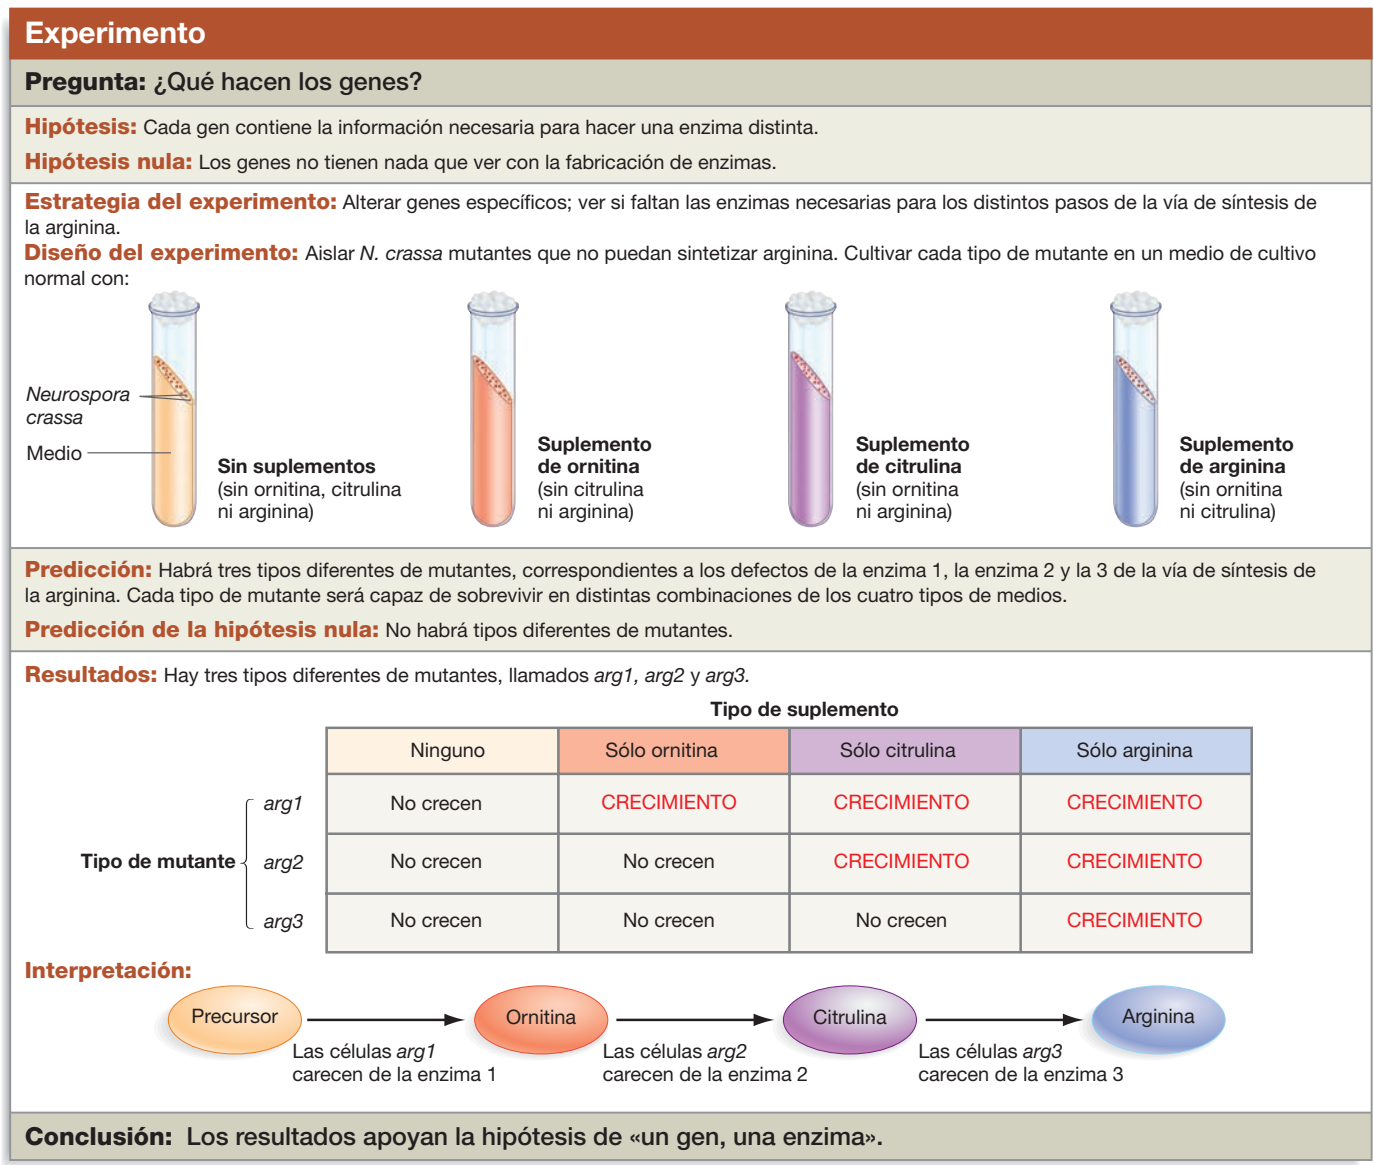 Experimento
Pregunta: ¿Qué hacen los genes?
Hipótesis: Cada gen contiene la información necesaria para hacer una enzima distinta.
Hipótesis nula: Los genes no tienen nada que ver con la fabricación de enzimas.
Estrategia del experimento: Alterar genes específicos; ver si faltan las enzimas necesarias para los distintos pasos de la vía de síntesis de
la arginina.
Diseño del experimento: Aislar N. crassa mutantes que no puedan sintetizar arginina. Cultivar cada tipo de mutante en un medio de cultivo
normal con:
Neurospora
crassa
Medio
Sin suplementos
(sin ornitina, citrulina
ni arginina)
Suplemento
de ornitina
(sin citrulina
ni arginina)
Suplemento
de citrulina
(sin ornitina
ni arginina)
Suplemento
de arginina
(sin ornitina
ni citrulina)
Predicción: Habrá tres tipos diferentes de mutantes, correspondientes a los defectos de la enzima 1, la enzima 2 y la 3 de la vía de síntesis de
la arginina. Cada tipo de mutante será capaz de sobrevivir en distintas combinaciones de los cuatro tipos de medios.
Predicción de la hipótesis nula: No habrá tipos diferentes de mutantes.
Resultados: Hay tres tipos diferentes de mutantes, llamados arg1, arg2 y arg3.
Tipo de suplemento
Ninguno Sólo ornitina Sólo citrulina Sólo arginina
arg1 No crecen CRECIMIENTO CRECIMIENTO CRECIMIENTO
Tipo de mutante arg2 No crecen No crecen CRECIMIENTO CRECIMIENTO
arg3 No crecen No crecen No crecen CRECIMIENTO
Interpretación:
Precursor Ornitina Citrulina Arginina
Las células arg1
carecen de la enzima 1
Las células arg2
carecen de la enzima 2
Las células arg3
carecen de la enzima 3
Conclusión: Los resultados apoyan la hipótesis de «un gen, una enzima».